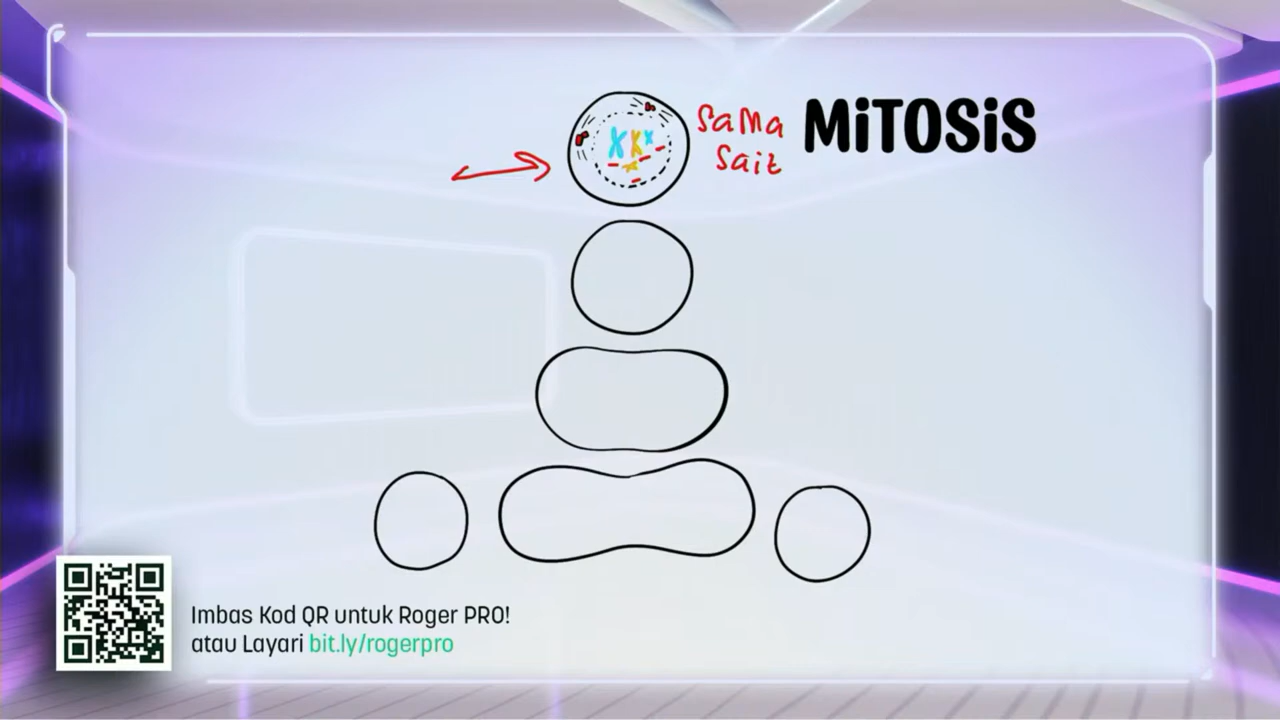 MiTOSiS
SaMa
Sait
Imbas Kod QR untuk Roger PRO!
atau Layari bit.ly/rogerpro